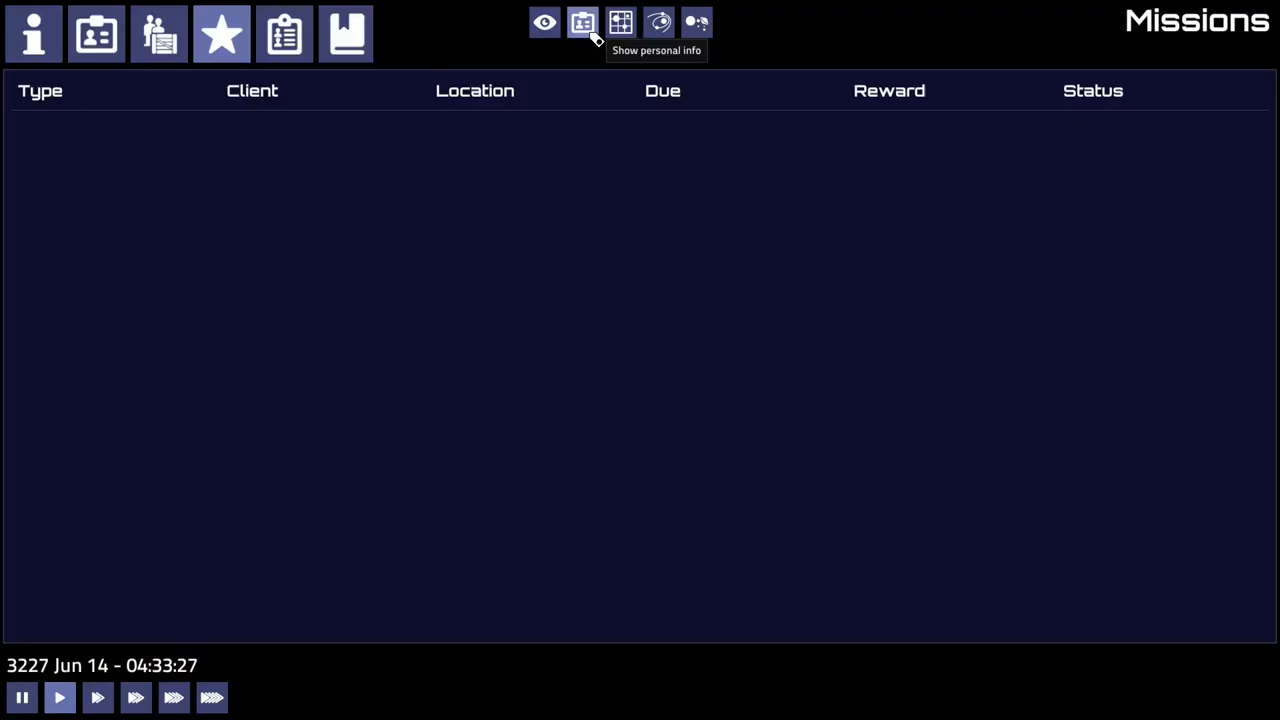 Missions
Show personal info
Type Client Location Due Reward Status
3227 Jun 14 - 04:33:27